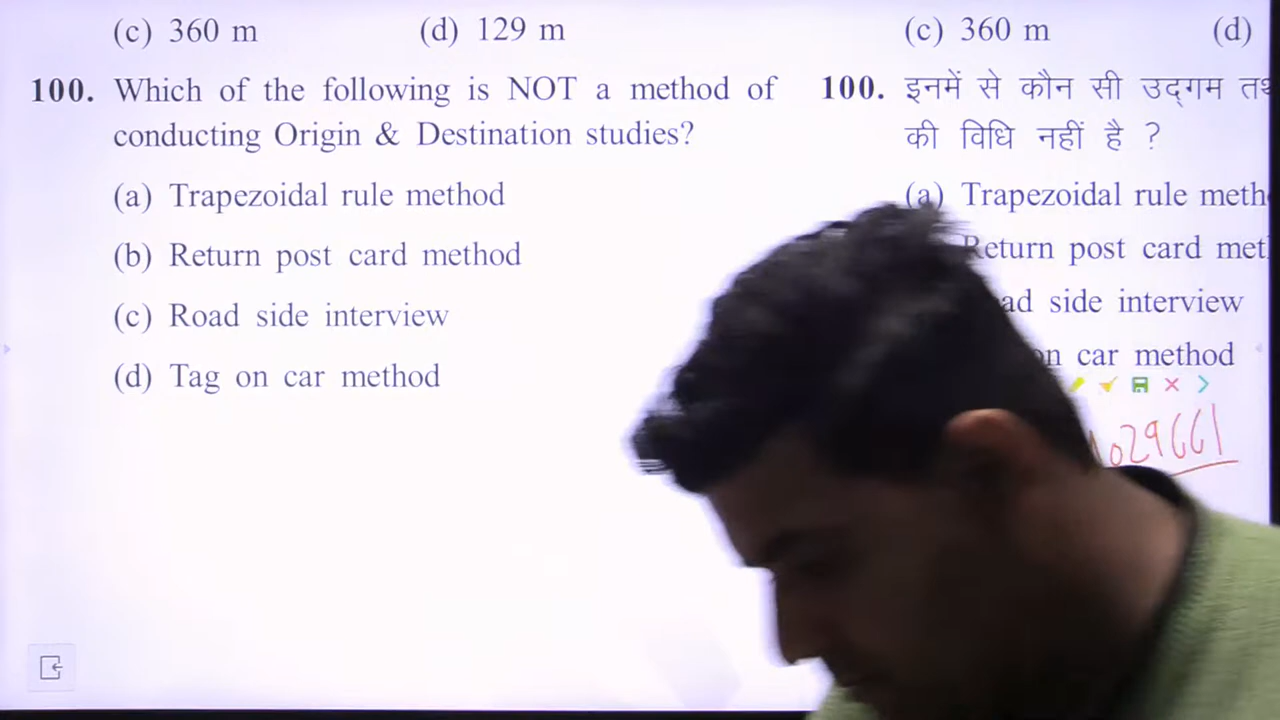 (c) 360 m (d) 129 m
100. Which of the following is NOT a method of
conducting Origin & Destination studies?
(a) Trapezoidal rule method
(b) Return post card method
(c) Road side interview
(d) Tag on car method
(c) 360 m (d)
100. इनमें से कौन सी उद्गम
की विधि नहीं है ?
(a) Trapezoidal rule
Return post card
side interview
on car method
029661